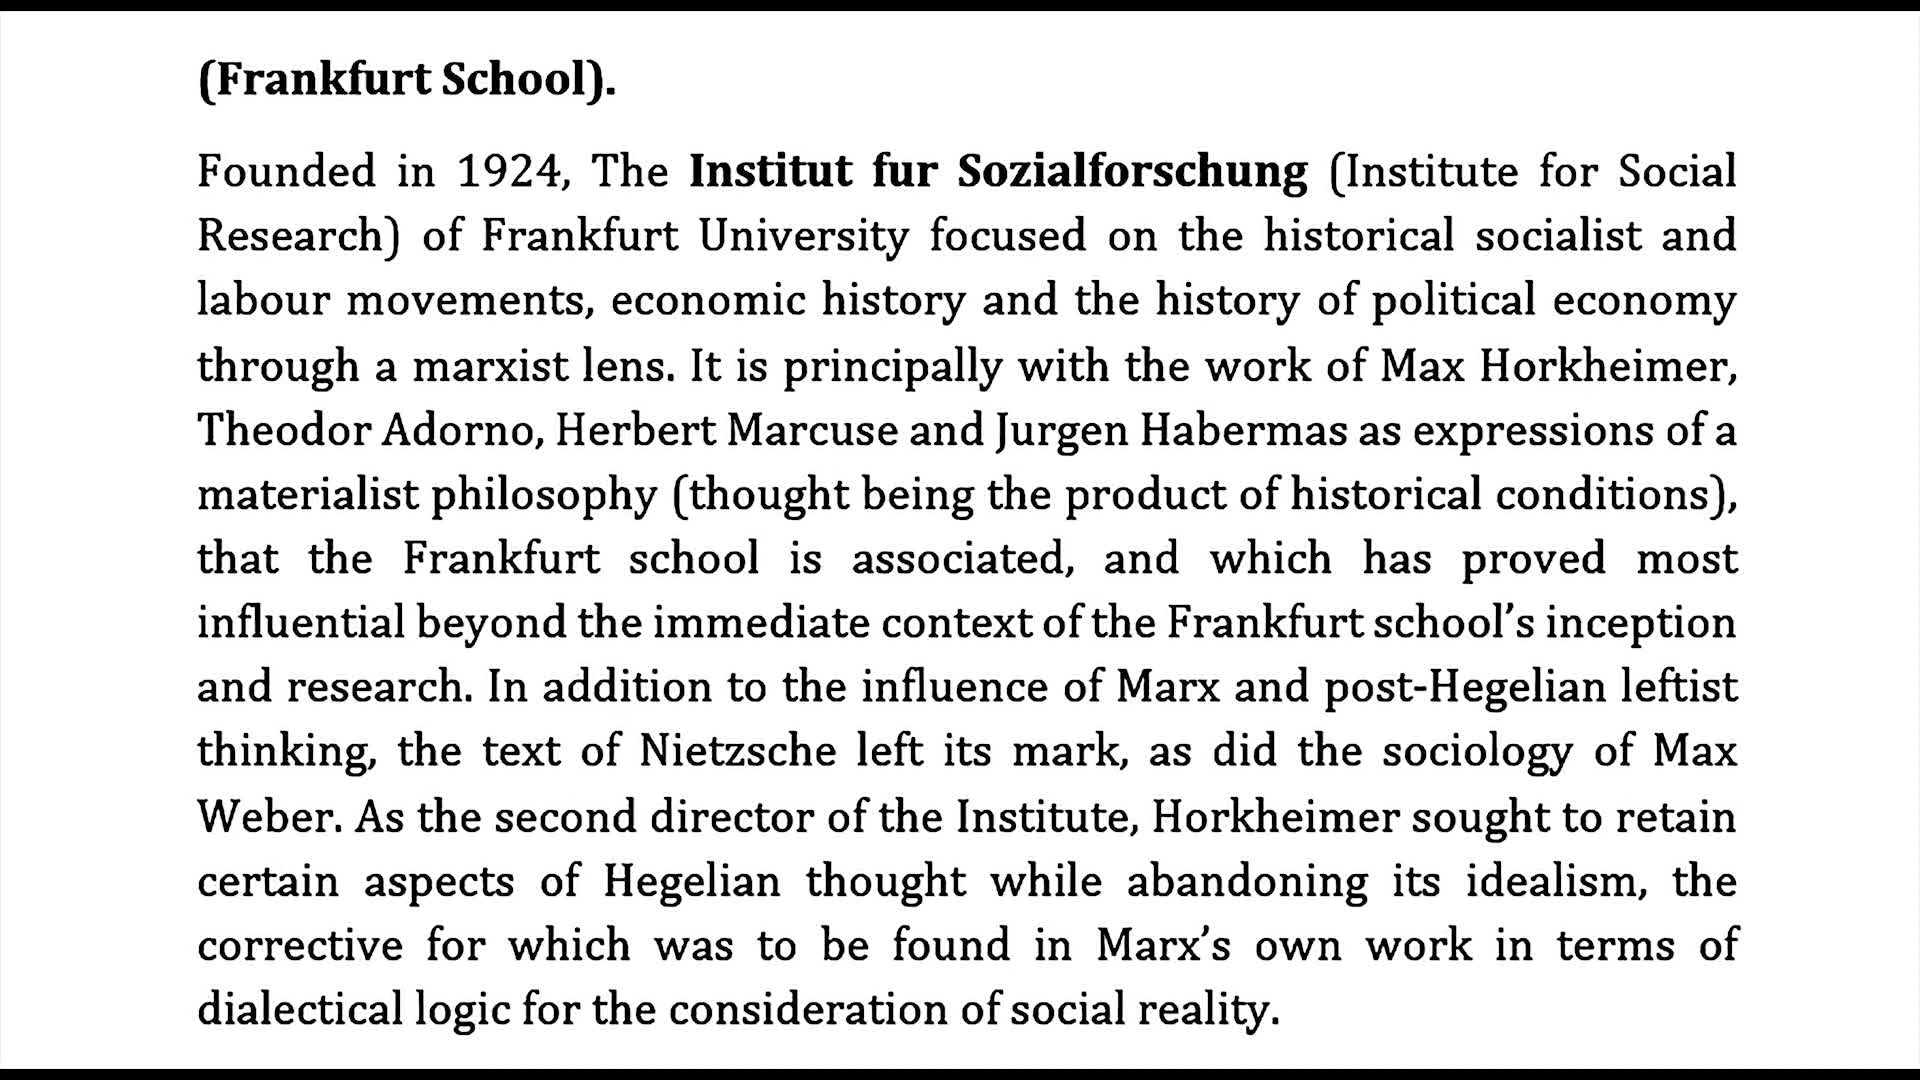 (Frankfurt School).
Founded in 1924, The Institut fur Sozialforschung (Institute for Social
Research) of Frankfurt University focused on the historical socialist and
labour movements, economic history and the history of political economy
through a marxist lens. It is principally with the work of Max Horkheimer,
Theodor Adorno, Herbert Marcuse and Jurgen Habermas as expressions of a
materialist philosophy (thought being the product of historical conditions),
that the Frankfurt school is associated, and which has proved most
influential beyond the immediate context of the Frankfurt school’s inception
and research. In addition to the influence of Marx and post-Hegelian leftist
thinking, the text of Nietzsche left its mark, as did the sociology of Max
Weber. As the second director of the Institute, Horkheimer sought to retain
certain aspects of Hegelian thought while abandoning its idealism, the
corrective for which was to be found in Marx’s own work in terms of
dialectical logic for the consideration of social reality.